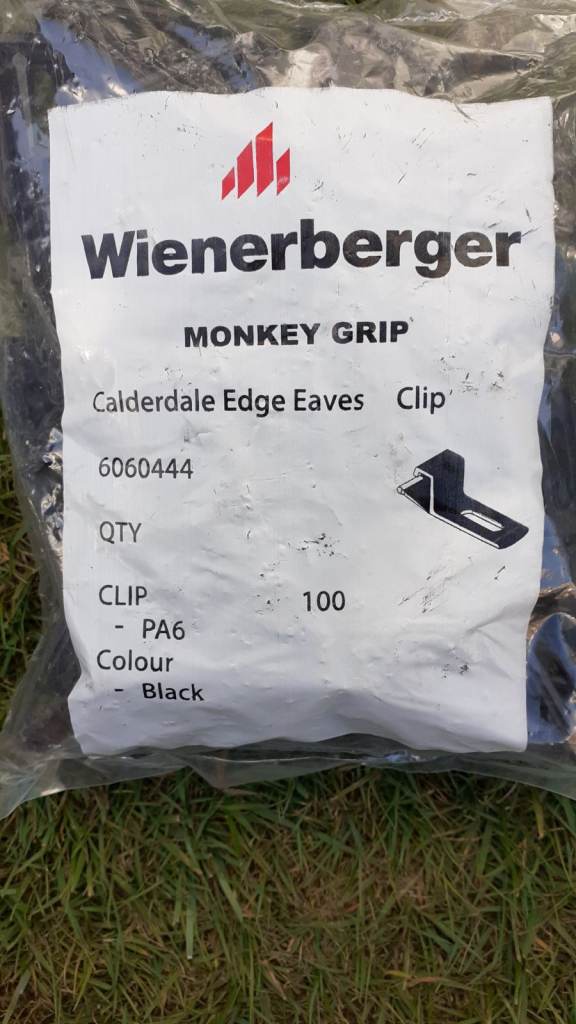 Wienerberger
MONKEY GRIP
Calderdale Edge Eaves Clip
6060444
QTY
CLIP 100
- PA6
Colour
- Black